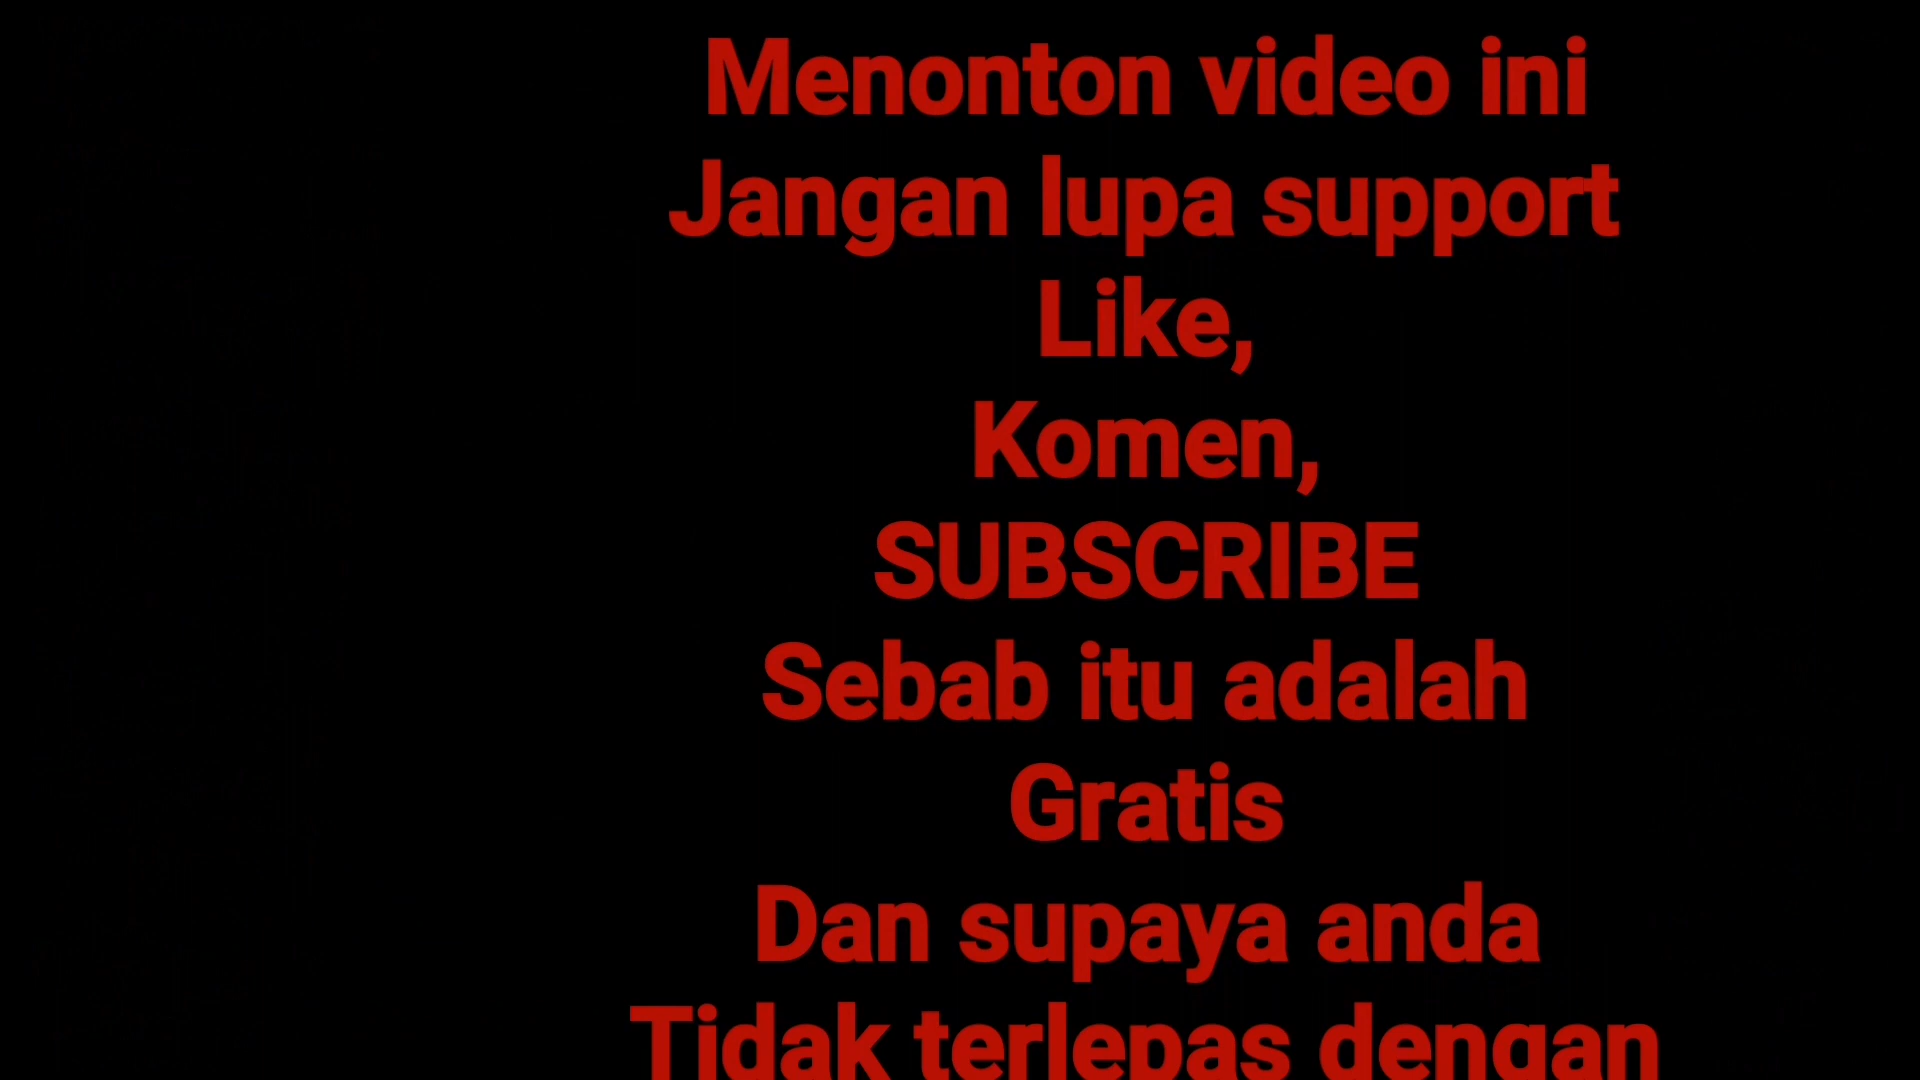 Menonton video ini
Jangan lupa support
Like,
Komen,
SUBSCRIBE
Sebab itu adalah
Gratis
Dan supaya anda
Tidak terlepas dengan